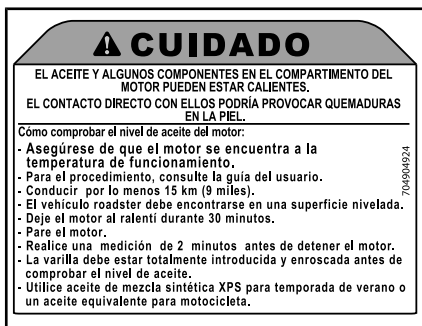 CUIDADO
EL ACEITE Y ALGUNOS COMPONENTES EN EL COMPARTIMENTO DEL
MOTOR PUEDEN ESTAR CALIENTES.
EL CONTACTO DIRECTO CON ELLOS PODRÍA PROVOCAR QUEMADURAS
EN LA PIEL.
Cómo comprobar el nivel de aceite del motor:
- Asegúrese de que el motor se encuentra a la
temperatura de funcionamiento.
- Para el procedimiento, consulte la guía del usuario.
- Conducir por lo menos 15 km (9 miles).
- El vehículo roadster debe encontrarse en una superficie nivelada.
- Deje el motor al ralentí durante 30 minutos.
- Pare el motor.
- Realice una medición de 2 minutos antes de detener el motor.
- La varilla debe estar totalmente introducida y enroscada antes de
comprobar el nivel de aceite.
- Utilice aceite de mezcla sintética XPS para temporada de verano o
un aceite equivalente para motocicleta.
704904924